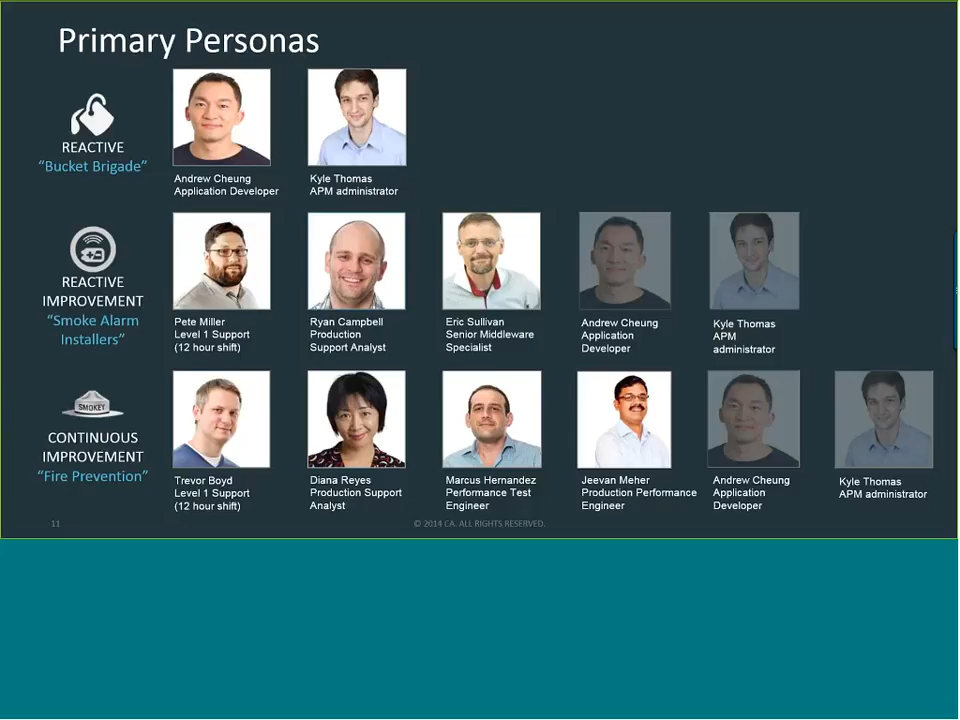 Primary Personas
REACTIVE
“Bucket Brigade”
Andrew Cheung
Application Developer
Kyle Thomas
APM administrator
REACTIVE
IMPROVEMENT
“Smoke Alarm
Installers”
Pete Miller
Level 1 Support
(12 hour shift)
Ryan Campbell
Production
Support Analyst
Eric Sullivan
Senior Middleware
Specialist
Andrew Cheung
Application
Developer
Kyle Thomas
APM
administrator
SMOKEY
CONTINUOUS
IMPROVEMENT
“Fire Prevention”
Trevor Boyd
Level 1 Support
(12 hour shift)
Diana Reyes
Production Support
Analyst
Marcus Hernandez
Performance Test
Engineer
Jeevan Meher
Production Performance
Engineer
Andrew Cheung
Application
Developer
Kyle Thomas
APM administrator
11
© 2014 CA. ALL RIGHTS RESERVED.